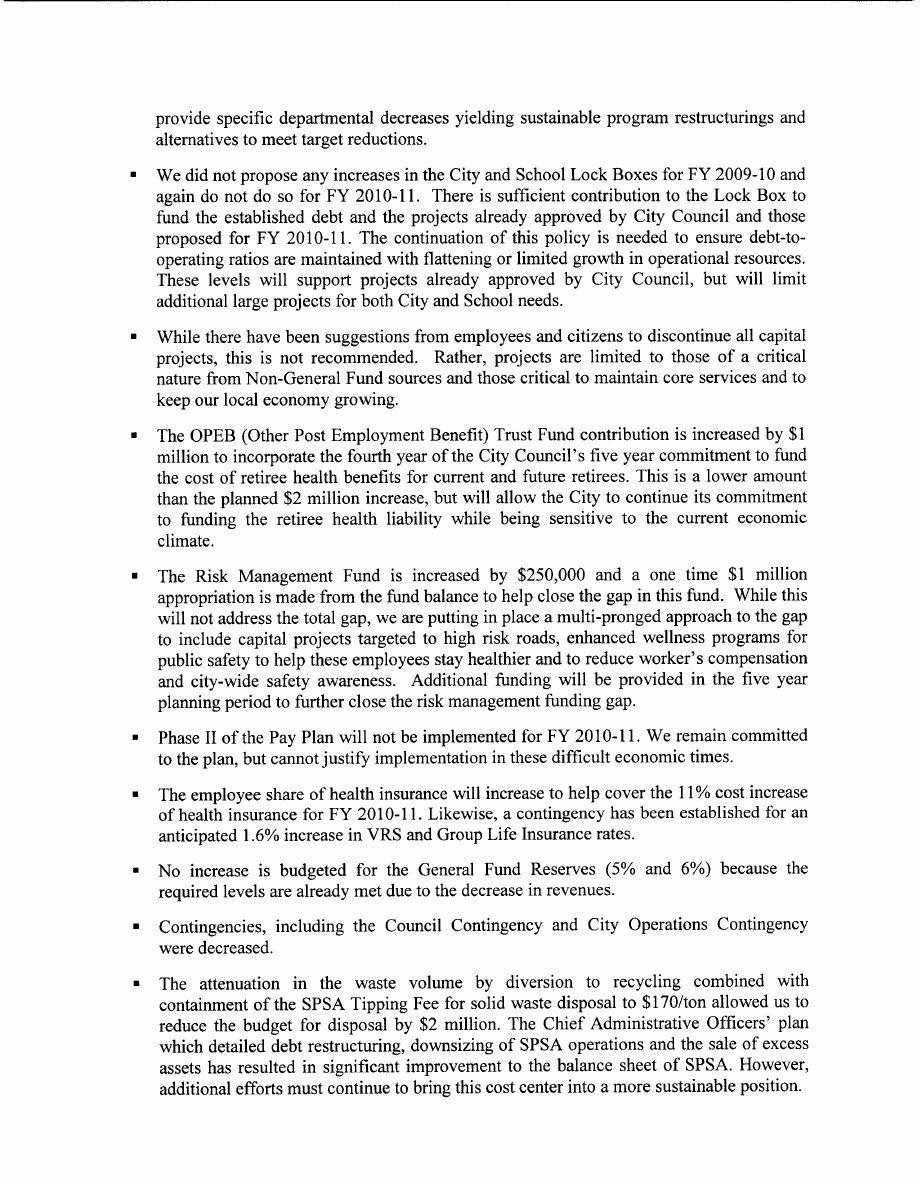 provide specific departmental decreases yielding sustainable program restructurings and
alternatives to meet target reductions.
▪ We did not propose any increases in the City and School Lock Boxes for FY 2009-10 and
again do not do so for FY 2010-11. There is sufficient contribution to the Lock Box to
fund the established debt and the projects already approved by City Council and those
proposed for FY 2010-11. The continuation of this policy is needed to ensure debt-to-
operating ratios are maintained with flattening or limited growth in operational resources.
These levels will support projects already approved by City Council, but will limit
additional large projects for both City and School needs.
▪ While there have been suggestions from employees and citizens to discontinue all capital
projects, this is not recommended. Rather, projects are limited to those of a critical
nature from Non-General Fund sources and those critical to maintain core services and to
keep our local economy growing.
▪ The OPEB (Other Post Employment Benefit) Trust Fund contribution is increased by $1
million to incorporate the fourth year of the City Council's five year commitment to fund
the cost of retiree health benefits for current and future retirees. This is a lower amount
than the planned $2 million increase, but will allow the City to continue its commitment
to funding the retiree health liability while being sensitive to the current economic
climate.
▪ The Risk Management Fund is increased by $250,000 and a one time $1 million
appropriation is made from the fund balance to help close the gap in this fund. While this
will not address the total gap, we are putting in place a multi-pronged approach to the gap
to include capital projects targeted to high risk roads, enhanced wellness programs for
public safety to help these employees stay healthier and to reduce worker's compensation
and city-wide safety awareness. Additional funding will be provided in the five year
planning period to further close the risk management funding gap.
▪ Phase II of the Pay Plan will not be implemented for FY 2010-11. We remain committed
to the plan, but cannot justify implementation in these difficult economic times.
▪ The employee share of health insurance will increase to help cover the 11% cost increase
of health insurance for FY 2010-11. Likewise, a contingency has been established for an
anticipated 1.6% increase in VRS and Group Life Insurance rates.
▪ No increase is budgeted for the General Fund Reserves (5% and 6%) because the
required levels are already met due to the decrease in revenues.
▪ Contingencies, including the Council Contingency and City Operations Contingency
were decreased.
▪ The attenuation in the waste volume by diversion to recycling combined with
containment of the SPSA Tipping Fee for solid waste disposal to $170/ton allowed us to
reduce the budget for disposal by $2 million. The Chief Administrative Officers' plan
which detailed debt restructuring, downsizing of SPSA operations and the sale of excess
assets has resulted in significant improvement to the balance sheet of SPSA. However,
additional efforts must continue to bring this cost center into a more sustainable position.